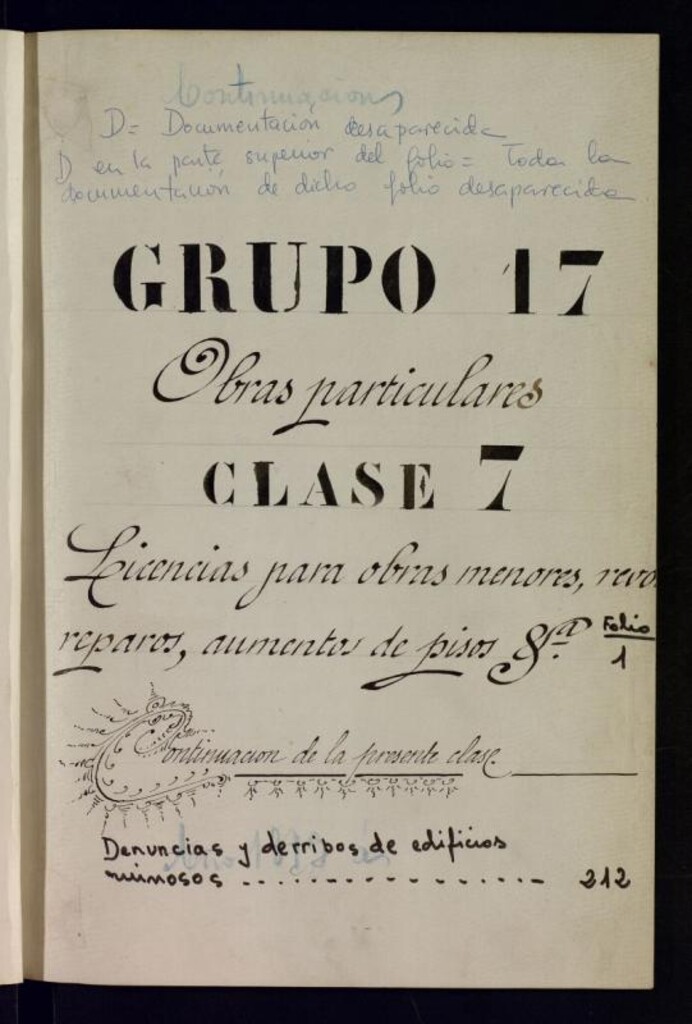 Continuacion
D= Documentación desaparecida
D en la parte superior del folio= Toda la
documentación de dicho folio desaparecida
GRUPO 17
Obras particulares
CLASE 7
Licencias para obras menores, revo
reparos, aumentos de pisos &ª Folio
1
Continuacion de la presente clase.
Denuncias y derribos de edificios
ruinosos .................. 212